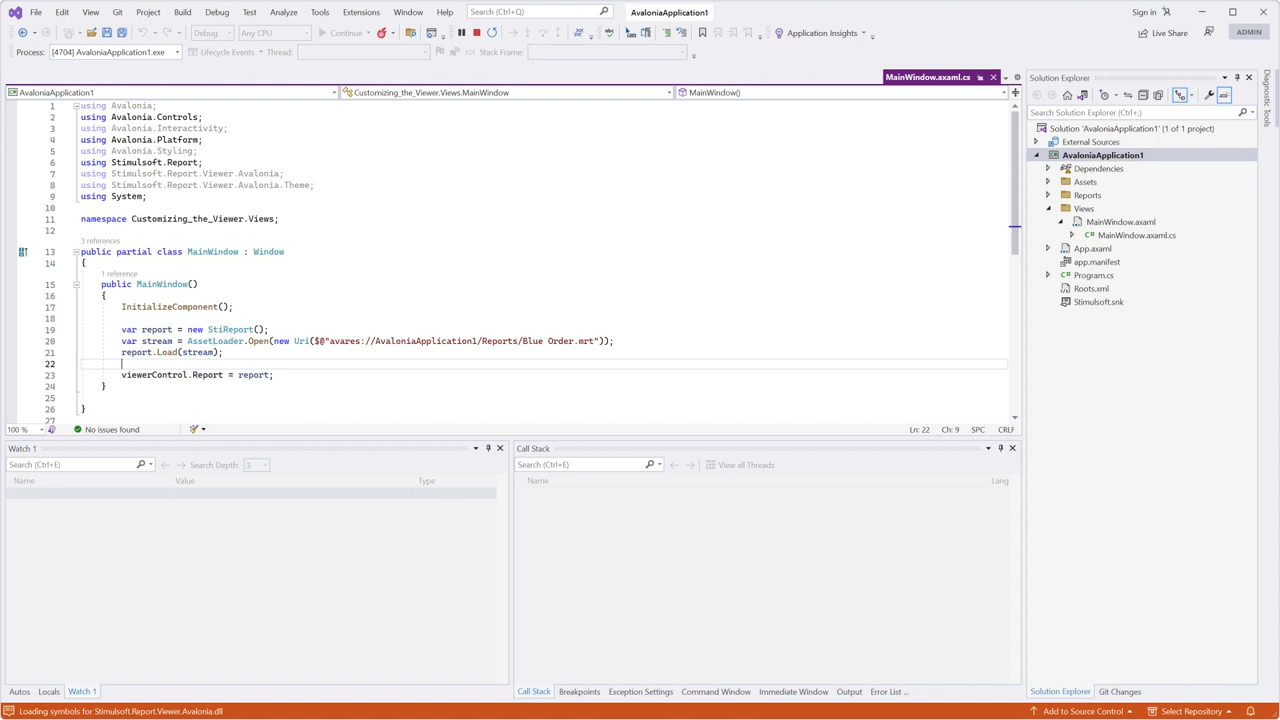 File Edit View Git Project Build Debug Test Analyze Tools Extensions Window Help Search (Ctrl+Q) AvaloniaApplication1 Sign in
Debug Any CPU Continue Application Insights Live Share ADMIN
Process: [4704] AvaloniaApplication1.exe Lifecycle Events Thread: Stack Frame:
MainWindow.axaml.cs
AvaloniaApplication1 Customizing_the_Viewer.Views.MainWindow MainWindow()
1 using Avalonia;
2 using Avalonia.Controls;
3 using Avalonia.Interactivity;
4 using Avalonia.Platform;
5 using Avalonia.Styling;
6 using Stimulsoft.Report;
7 using Stimulsoft.Report.Viewer.Avalonia;
8 using Stimulsoft.Report.Viewer.Avalonia.Theme;
9 using System;
10
11 namespace Customizing_the_Viewer.Views;
12
3 references
13 public partial class MainWindow : Window
14 {
1 reference
15 public MainWindow()
16 {
17 InitializeComponent();
18
19 var report = new StiReport();
20 var stream = AssetLoader.Open(new Uri($@"avares://AvaloniaApplication1/Reports/Blue Order.mrt"));
21 report.Load(stream);
22
23 viewerControl.Report = report;
24 }
25
26 }
27
100 % No issues found Ln: 22 Ch: 9 SPC CRLF
Watch 1
Search (Ctrl+E) Search Depth: 3
Name Value Type
Autos Locals Watch 1
Call Stack
Search (Ctrl+E) View all Threads
Name Lang
Call Stack Breakpoints Exception Settings Command Window Immediate Window Output Error List ...
Solution Explorer
Search Solution Explorer (Ctrl+;)
Solution 'AvaloniaApplication1' (1 of 1 project)
External Sources
AvaloniaApplication1
Dependencies
Assets
Reports
Views
MainWindow.axaml
MainWindow.axaml.cs
App.axaml
app.manifest
Program.cs
Roots.xml
Stimulsoft.snk
Solution Explorer Git Changes
Diagnostic Tools
Loading symbols for Stimulsoft.Report.Viewer.Avalonia.dll Add to Source Control Select Repository